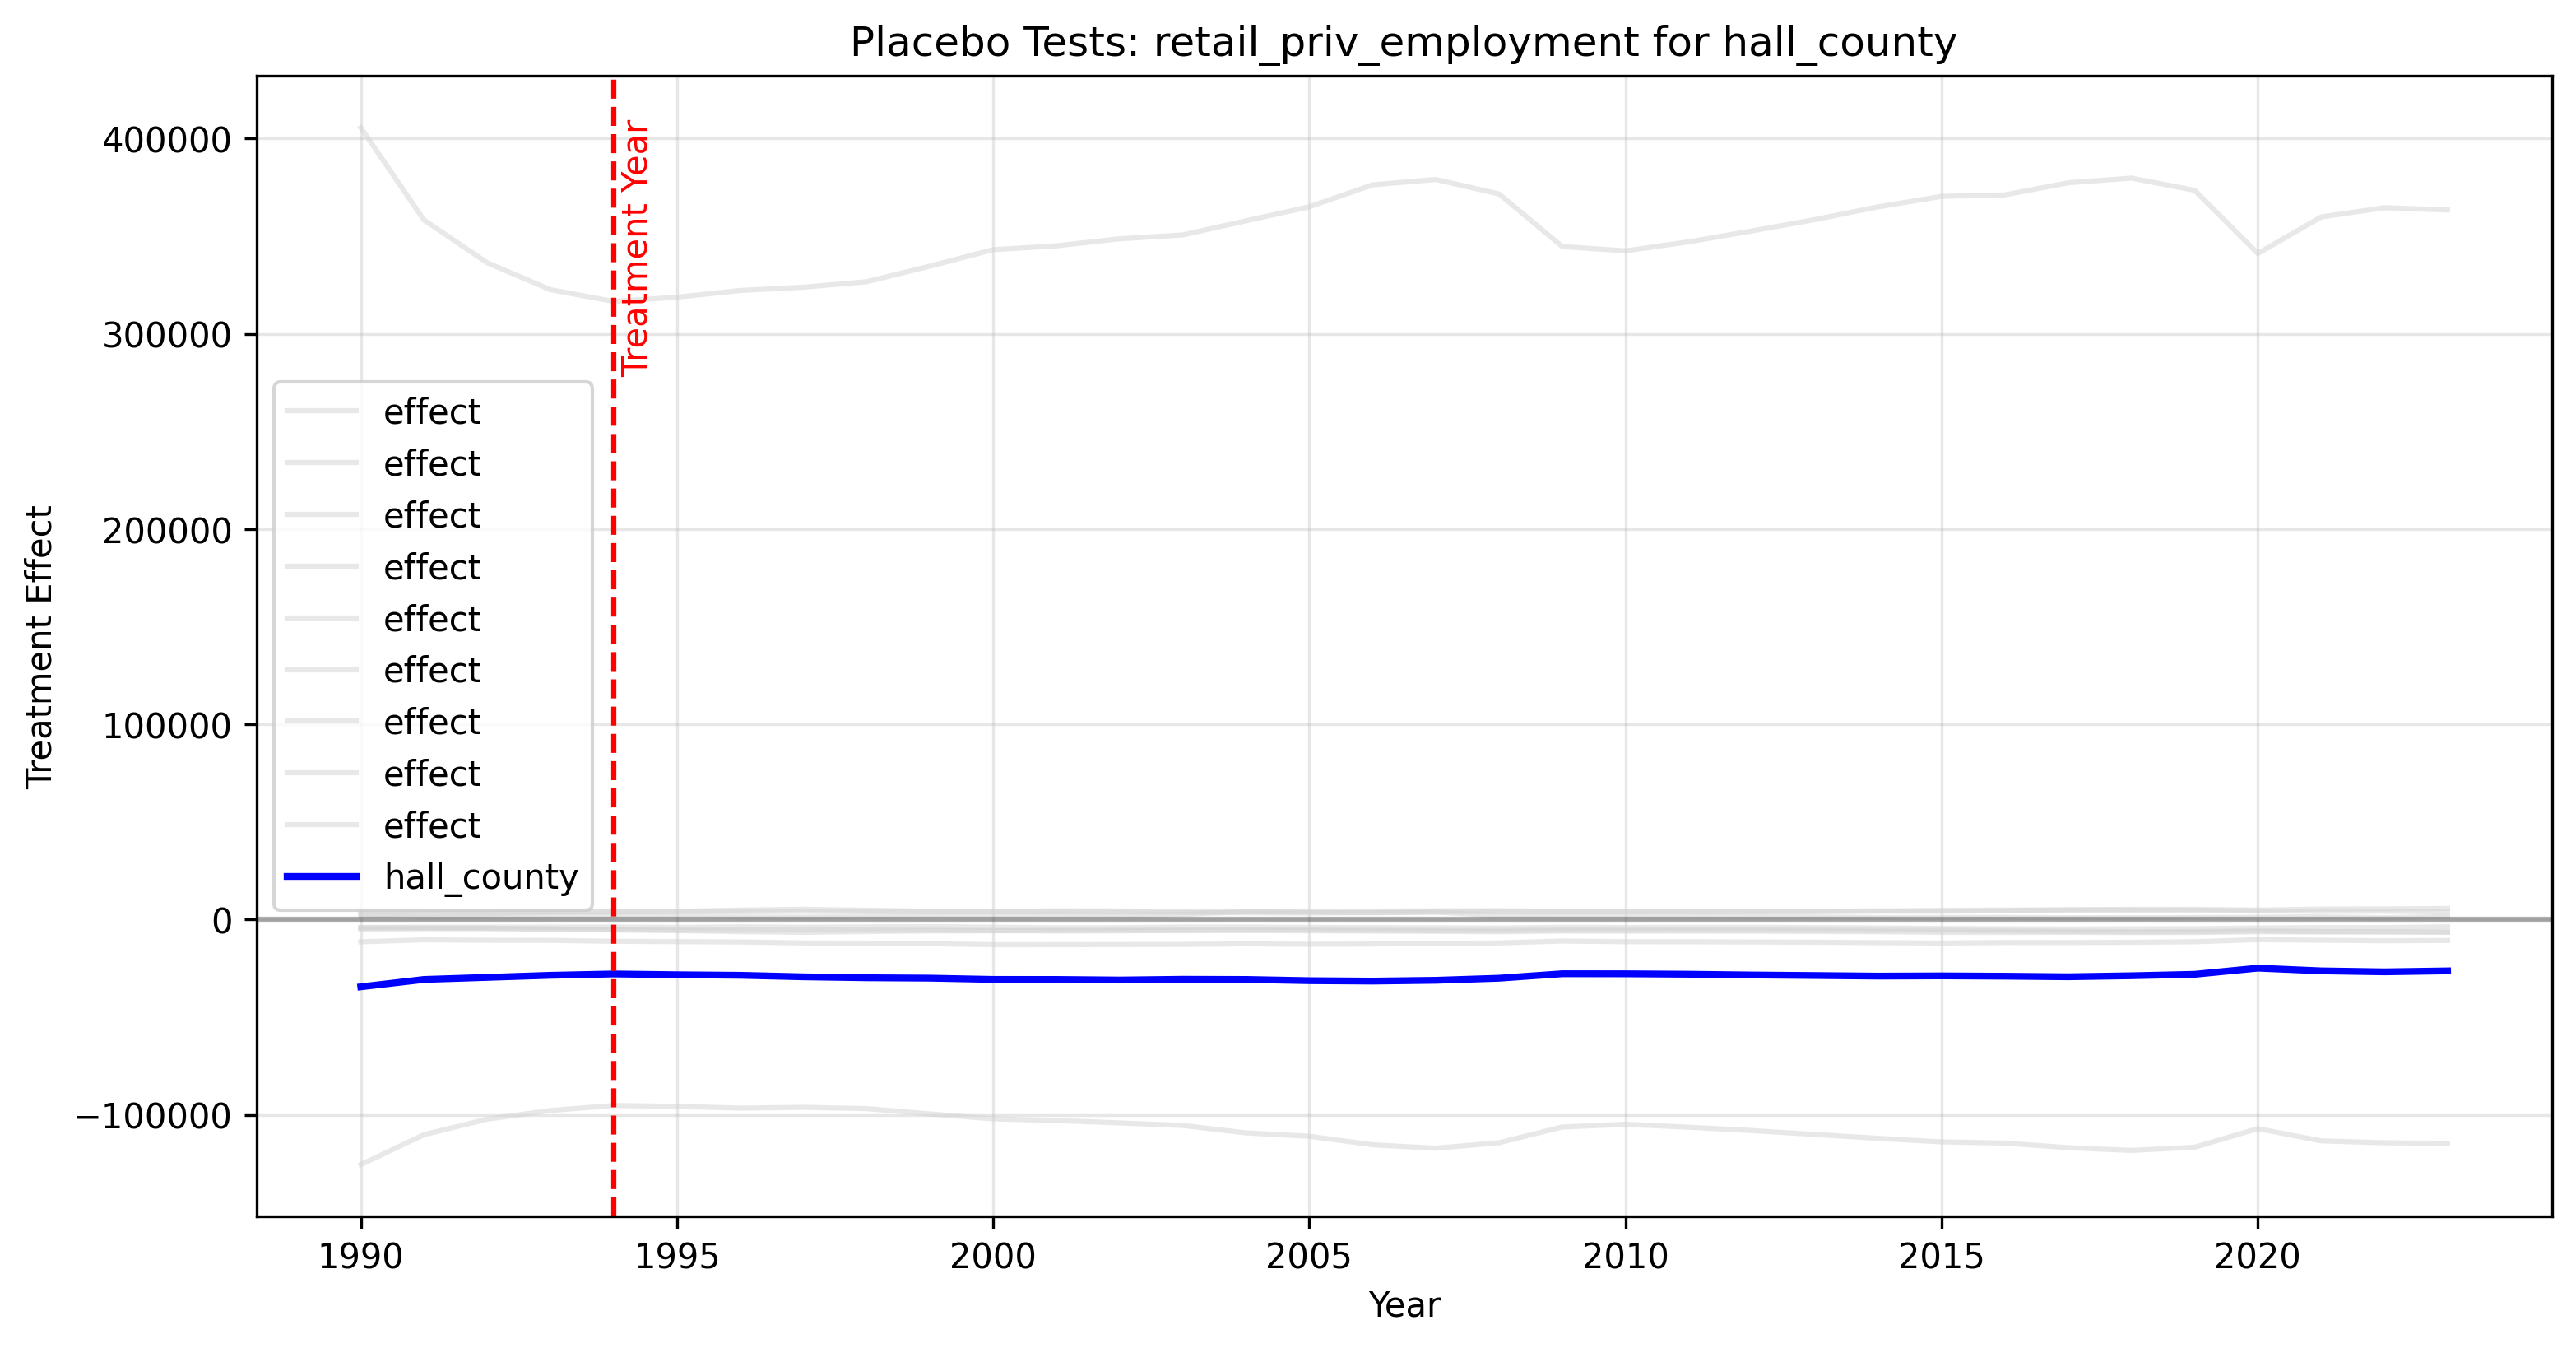 Placebo Tests: retail_priv_employment for hall_county
Treatment Effect
400000
300000
200000
100000
0
−100000
Treatment Year
effect
effect
effect
effect
effect
effect
effect
effect
effect
hall_county
1990
1995
2000
2005
2010
2015
2020
Year